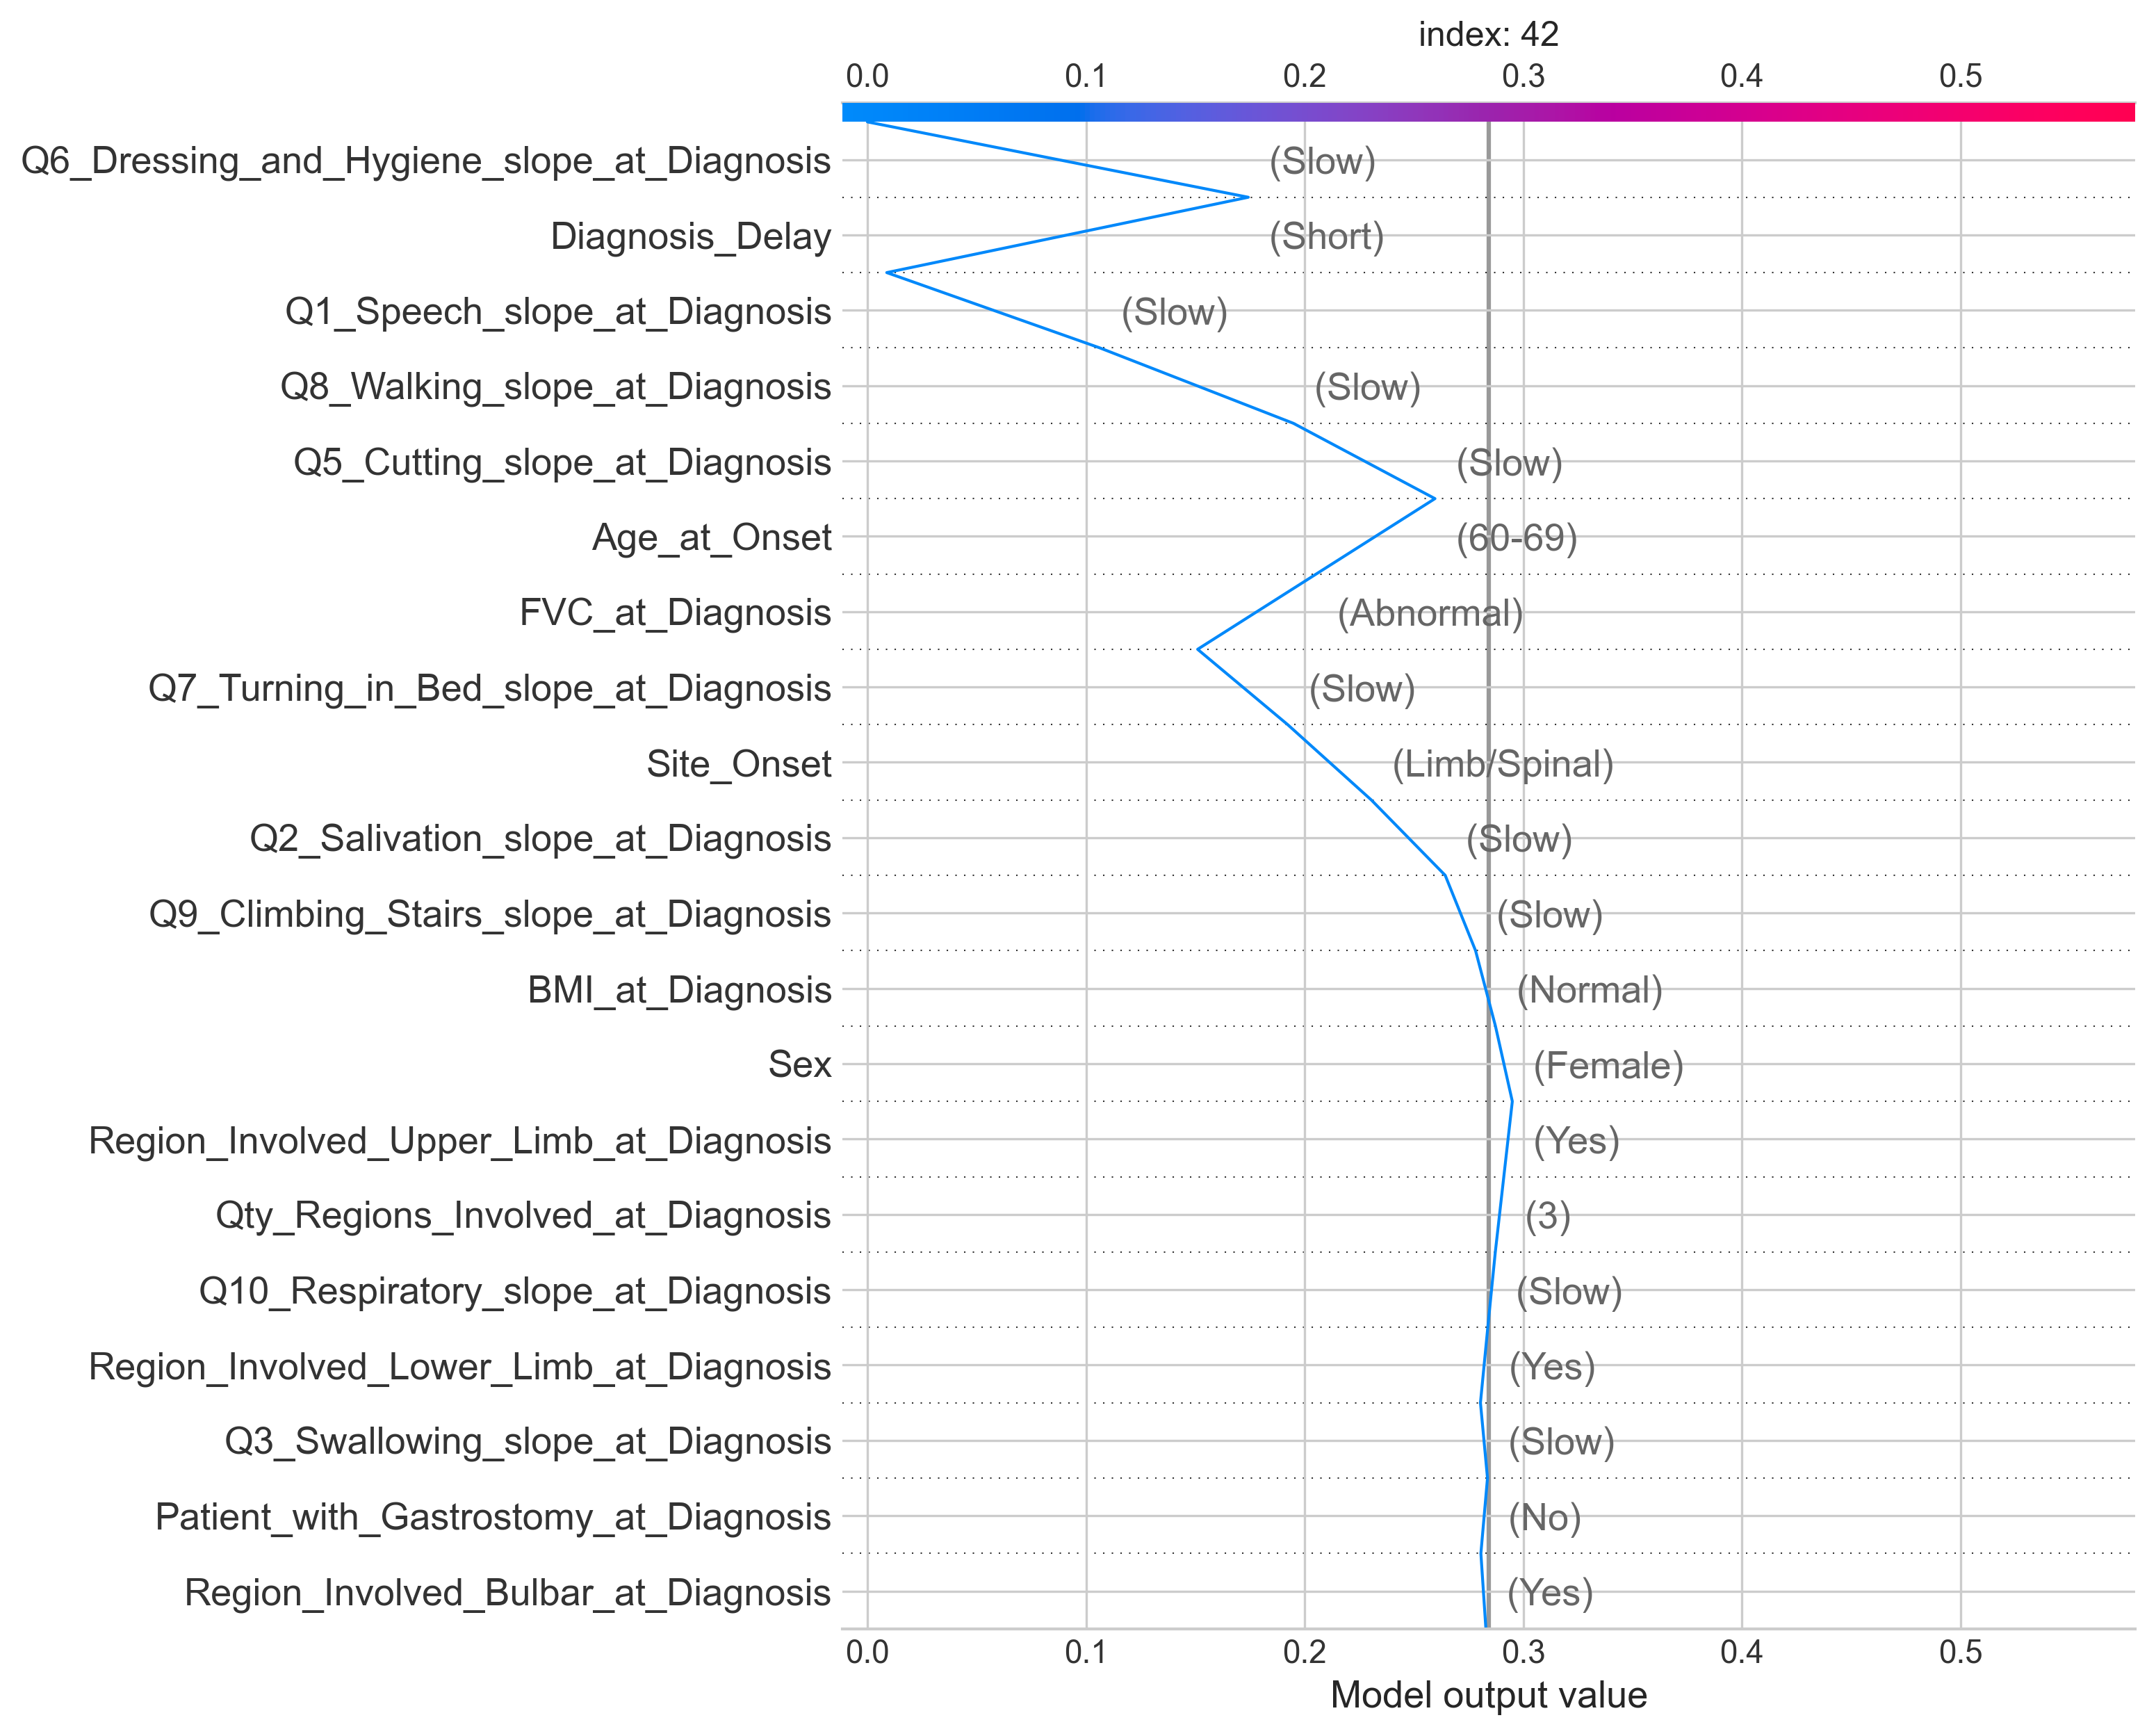 index: 42
0.0 0.1 0.2 0.3 0.4 0.5
Q6_Dressing_and_Hygiene_slope_at_Diagnosis (Slow)
Diagnosis_Delay (Short)
Q1_Speech_slope_at_Diagnosis (Slow)
Q8_Walking_slope_at_Diagnosis (Slow)
Q5_Cutting_slope_at_Diagnosis (Slow)
Age_at_Onset (60-69)
FVC_at_Diagnosis (Abnormal)
Q7_Turning_in_Bed_slope_at_Diagnosis (Slow)
Site_Onset (Limb/Spinal)
Q2_Salivation_slope_at_Diagnosis (Slow)
Q9_Climbing_Stairs_slope_at_Diagnosis (Slow)
BMI_at_Diagnosis (Normal)
Sex (Female)
Region_Involved_Upper_Limb_at_Diagnosis (Yes)
Qty_Regions_Involved_at_Diagnosis (3)
Q10_Respiratory_slope_at_Diagnosis (Slow)
Region_Involved_Lower_Limb_at_Diagnosis (Yes)
Q3_Swallowing_slope_at_Diagnosis (Slow)
Patient_with_Gastrostomy_at_Diagnosis (No)
Region_Involved_Bulbar_at_Diagnosis (Yes)
0.0 0.1 0.2 0.3 0.4 0.5
Model output value